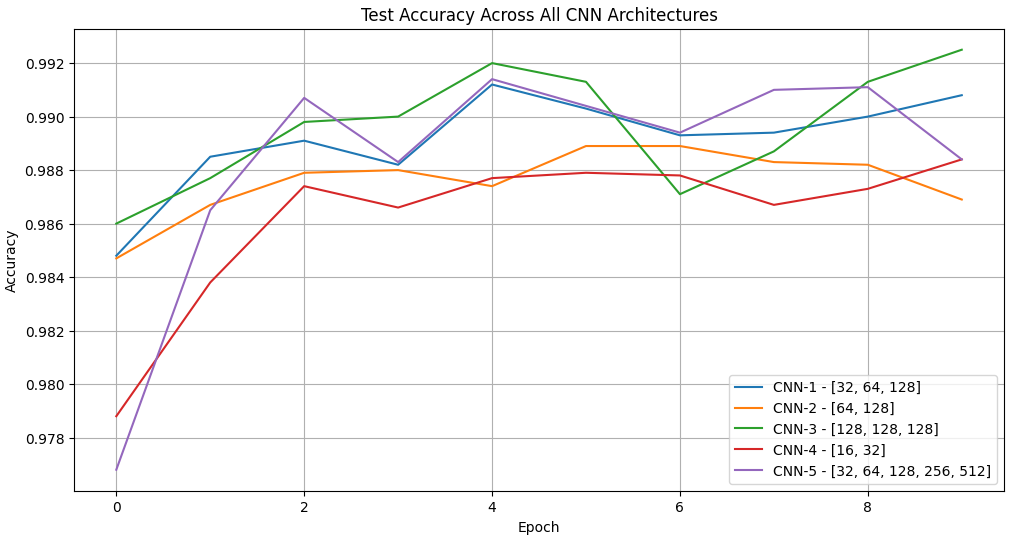 Test Accuracy Across All CNN Architectures
Accuracy
0.992
0.990
0.988
0.986
0.984
0.982
0.980
0.978
0
2
4
6
8
Epoch
CNN-1 - [32, 64, 128]
CNN-2 - [64, 128]
CNN-3 - [128, 128, 128]
CNN-4 - [16, 32]
CNN-5 - [32, 64, 128, 256, 512]